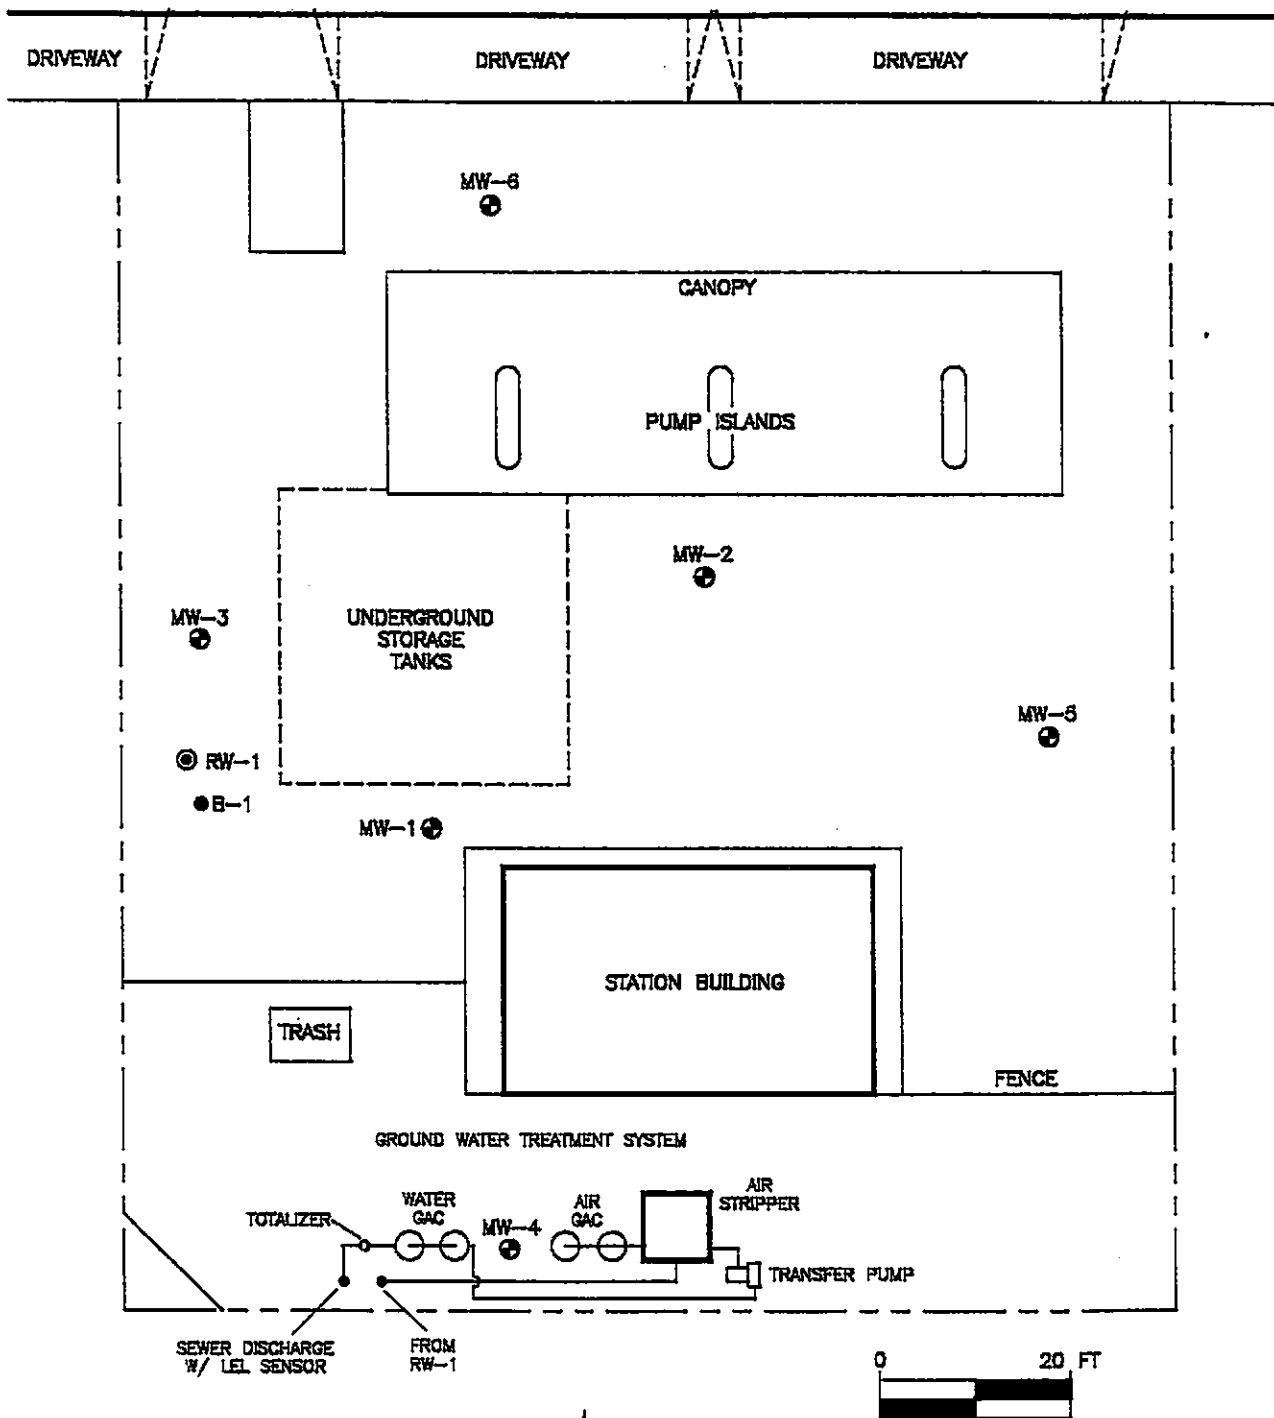 DRIVEWAY
DRIVEWAY
DRIVEWAY
MW-6
CANOPY
PUMP ISLANDS
MW-2
MW-3
UNDERGROUND
STORAGE
TANKS
MW-5
RW-1
B-1
MW-1
STATION BUILDING
TRASH
FENCE
GROUND WATER TREATMENT SYSTEM
TOTALIZER
WATER
GAC
MW-4
AIR
GAC
AIR
STRIPPER
TRANSFER PUMP
SEWER DISCHARGE
W/ LEL SENSOR
FROM
RW-1
0 20 FT